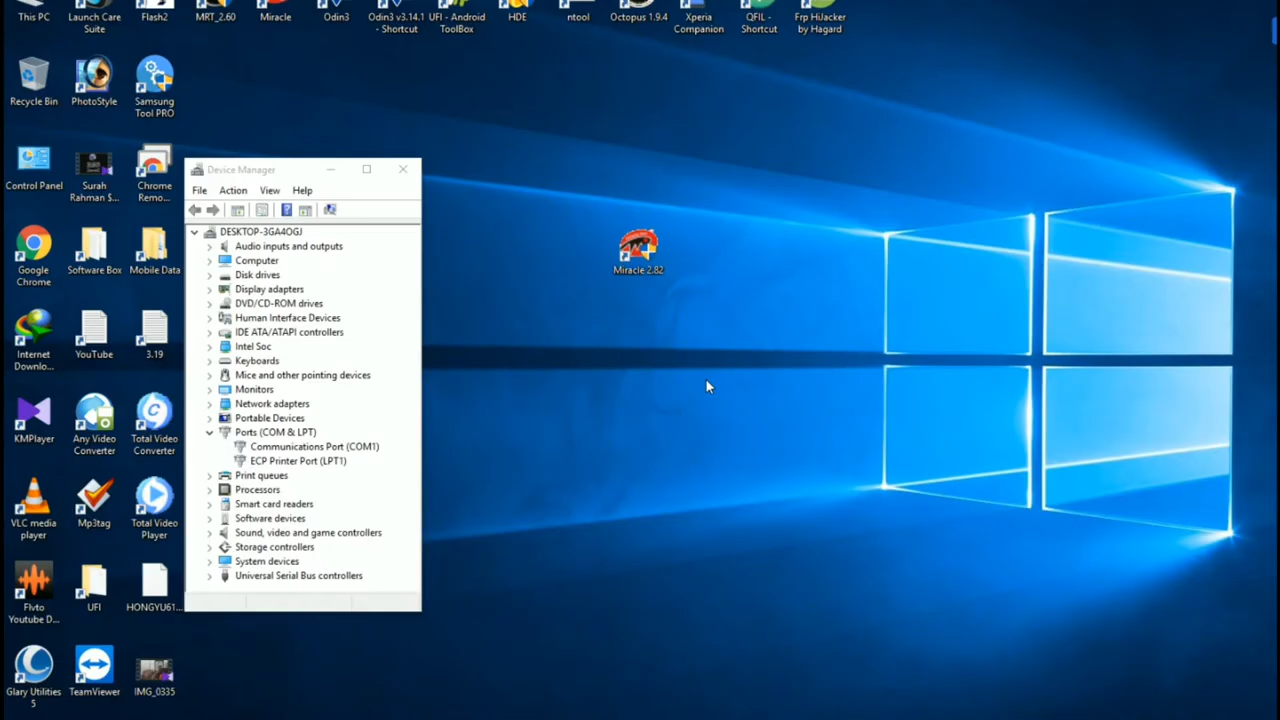 This PC
Launch Care
Suite
Flash2
MRT_2.60
Miracle
Odin3
Odin3 v3.14.1
- Shortcut
UFI - Android
ToolBox
HDE
ntool
Octopus 1.9.4
Xperia
Companion
QFIL -
Shortcut
Frp HiJacker
by Hagard
Recycle Bin
PhotoStyle
Samsung
Tool PRO
Control Panel
Surah
Rahman S...
Chrome
Remo...
Google
Chrome
Software Box
Mobile Data
Internet
Downlo...
YouTube
3.19
KMPlayer
Any Video
Converter
Total Video
Converter
VLC media
player
Mp3tag
Total Video
Player
Flvto
Youtube D...
UFI
HONGYU61...
Glary Utilities
5
TeamViewer
IMG_0335
Device Manager
File Action View Help
DESKTOP-3GA4OGJ
Audio inputs and outputs
Computer
Disk drives
Display adapters
DVD/CD-ROM drives
Human Interface Devices
IDE ATA/ATAPI controllers
Intel Soc
Keyboards
Mice and other pointing devices
Monitors
Network adapters
Portable Devices
Ports (COM & LPT)
Communications Port (COM1)
ECP Printer Port (LPT1)
Print queues
Processors
Smart card readers
Software devices
Sound, video and game controllers
Storage controllers
System devices
Universal Serial Bus controllers
Miracle 2.82